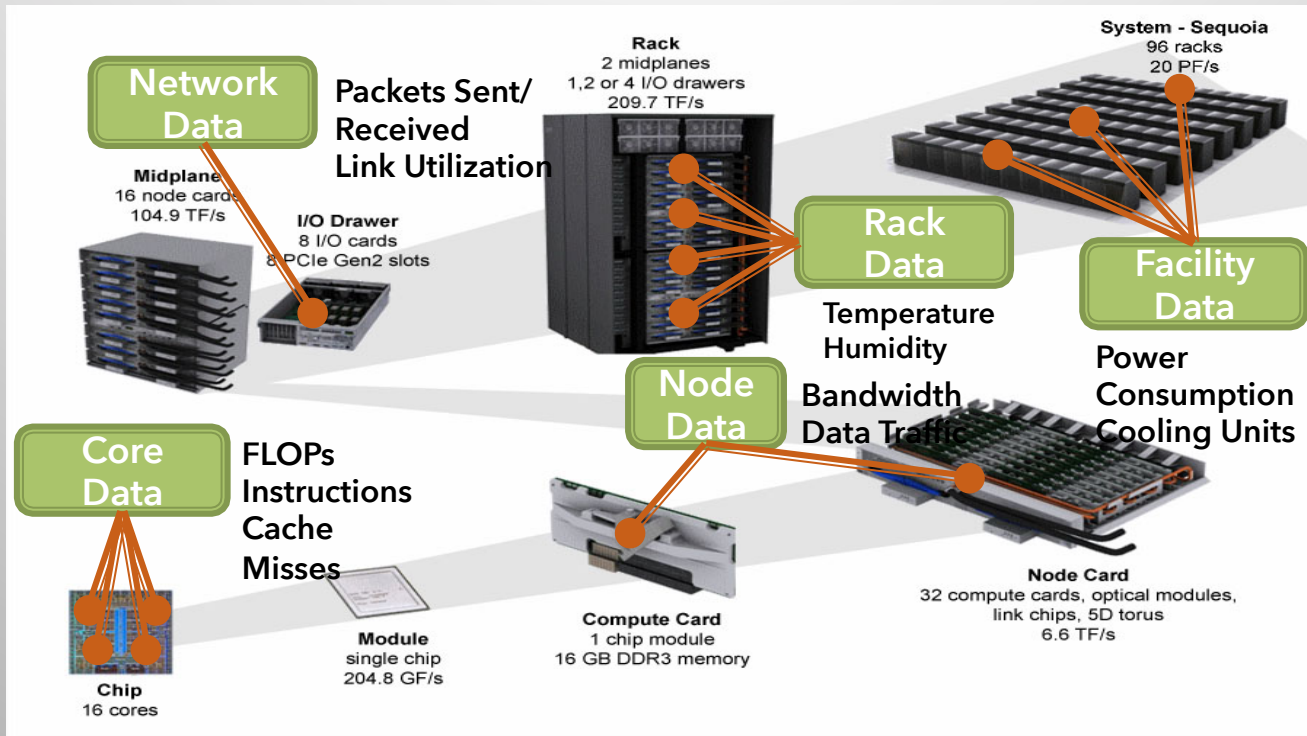 System - Sequoia
96 racks
20 PF/s
Rack
2 midplanes
1,2 or 4 I/O drawers
209.7 TF/s
Network
Data
Packets Sent/
Received
Link Utilization
Midplane
16 node cards
104.9 TF/s
I/O Drawer
8 I/O cards
8 PCIe Gen2 slots
Rack
Data
Temperature
Humidity
Facility
Data
Power
Consumption
Cooling Units
Node
Data
Bandwidth
Data Traffic
Core
Data
FLOPs
Instructions
Cache
Misses
Chip
16 cores
Module
single chip
204.8 GF/s
Compute Card
1 chip module
16 GB DDR3 memory
Node Card
32 compute cards, optical modules,
link chips, 5D torus
6.6 TF/s